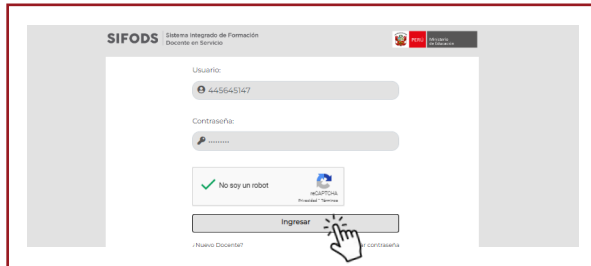 SIFODS Sistema Integrado de Formación
Docente en Servicio
PERÚ Ministerio
de Educación
Usuario:
445645147
Contraseña:
.........
No soy un robot
reCAPTCHA
Privacidad - Términos
Ingresar
¿Nuevo Docente?
contraseña